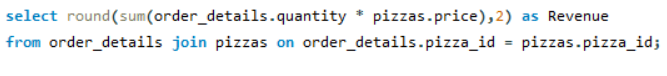 select round(sum(order_details.quantity * pizzas.price),2) as Revenue
from order_details join pizzas on order_details.pizza_id = pizzas.pizza_id;